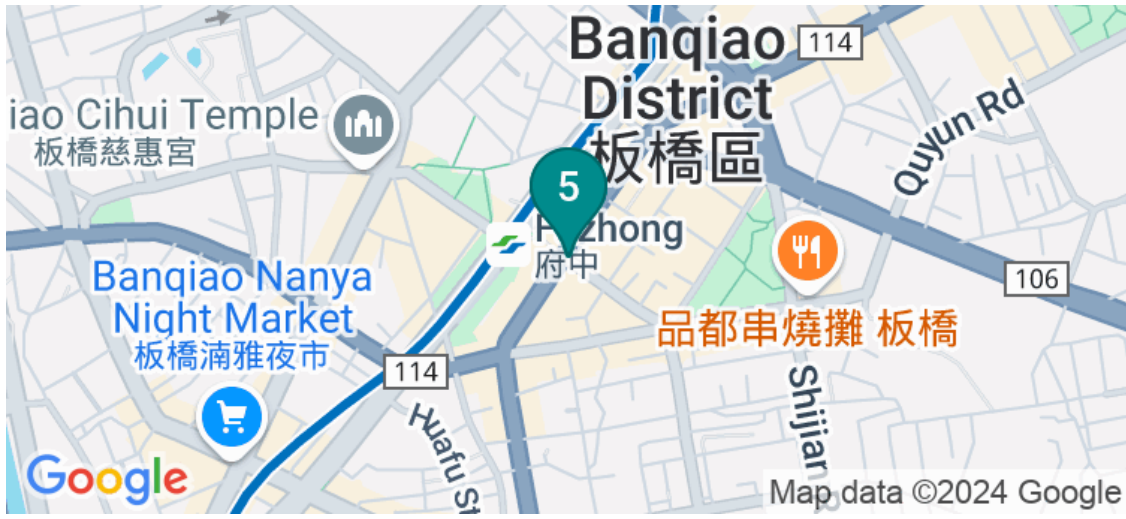 Banqiao
District
板橋區
114
Quyun Rd
iao Cihui Temple
板橋慈惠宮
5
zhong
府中
106
Banqiao Nanya
Night Market
板橋湳雅夜市
品都串燒攤 板橋
114
Huafu St
Shijian
Google
Map data ©2024 Google